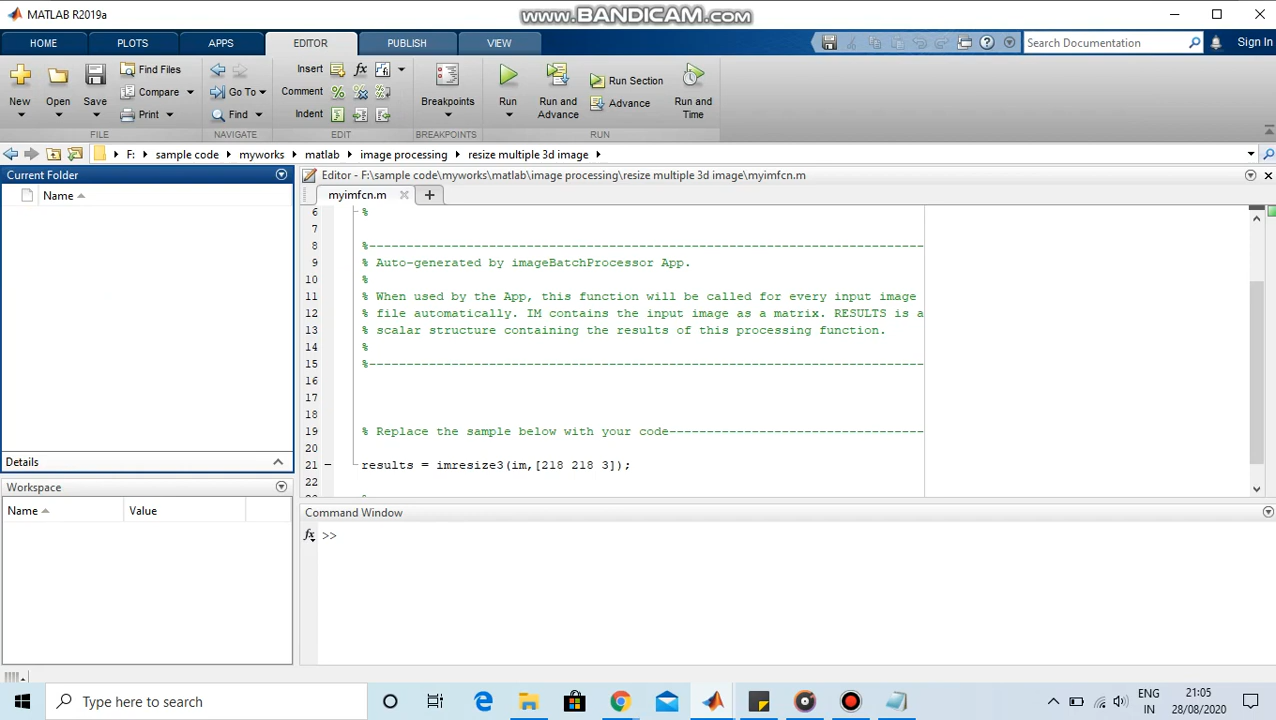 MATLAB R2019a
www.BANDICAM.com
HOME PLOTS APPS EDITOR PUBLISH VIEW
Search Documentation
Sign In
New
Open
Save
Find Files
Compare
Print
FILE
Go To
Find
NAVIGATE
Insert
Comment
Indent
EDIT
Breakpoints
BREAKPOINTS
Run
Run and Advance
Run Section
Advance
Run and Time
RUN
F: sample code myworks matlab image processing resize multiple 3d image
Current Folder
Name
Details
Workspace
Name Value
Editor - F:\sample code\myworks\matlab\image processing\resize multiple 3d image\myimfcn.m
myimfcn.m
6 %
7
8 %------------------------------------------------------------------------
9 % Auto-generated by imageBatchProcessor App.
10 %
11 % When used by the App, this function will be called for every input image
12 % file automatically. IM contains the input image as a matrix. RESULTS is a
13 % scalar structure containing the results of this processing function.
14 %
15 %------------------------------------------------------------------------
16
17
18
19 % Replace the sample below with your code---------------------------------
20
21 results = imresize3(im,[218 218 3]);
22
Command Window
fx >>
Type here to search
ENG
IN
21:05
28/08/2020